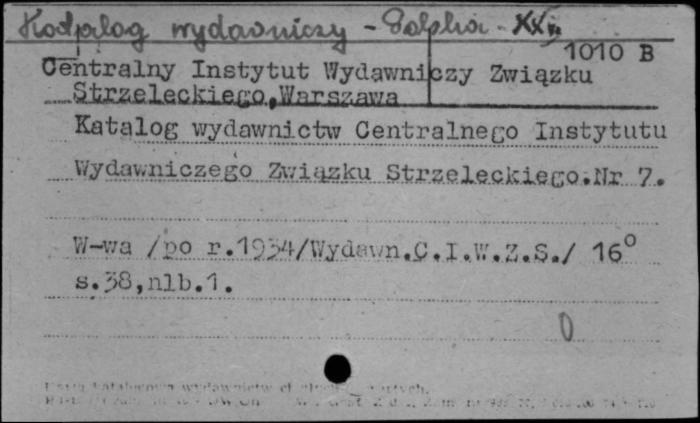 Katalog wydawniczy - Polska - XX w.
1010 B
Centralny Instytut Wydawniczy Związku
Strzeleckiego,Warszawa
Katalog wydawnictw Centralnego Instytutu
Wydawniczego Związku Strzeleckiego.Nr 7.
W-wa /po r.1934/Wydawn.C.I.W.Z.S./ 16°
s.38,nlb.1.
0